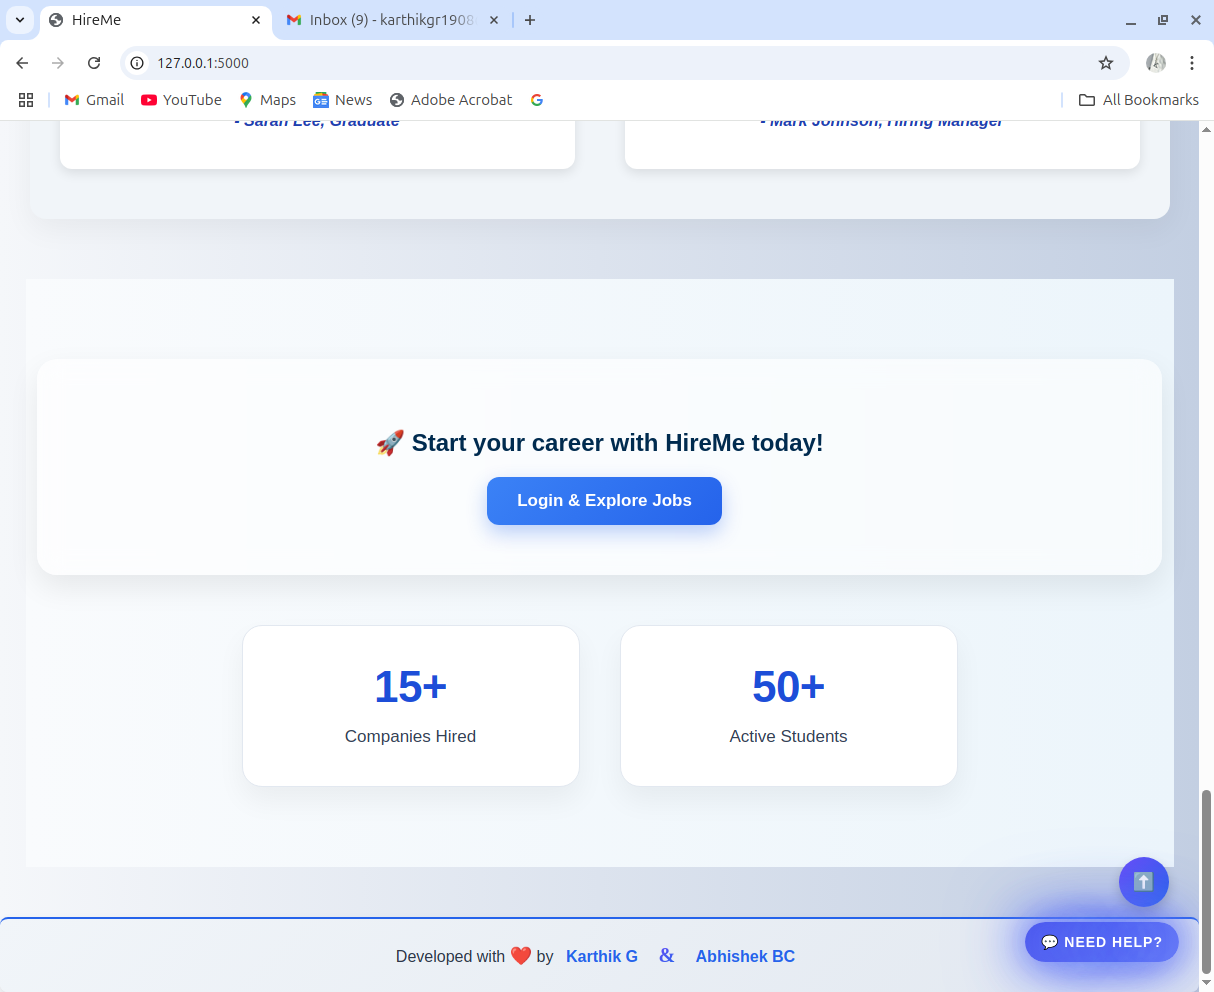 HireMe
Inbox (9) - karthikgr1908
127.0.0.1:5000
Gmail
YouTube
Maps
News
Adobe Acrobat
All Bookmarks
- Sarah Lee, Graduate
- Mark Johnson, Hiring Manager
🚀 Start your career with HireMe today!
Login & Explore Jobs
15+
Companies Hired
50+
Active Students
💬 NEED HELP?
Developed with ❤️ by Karthik G & Abhishek BC